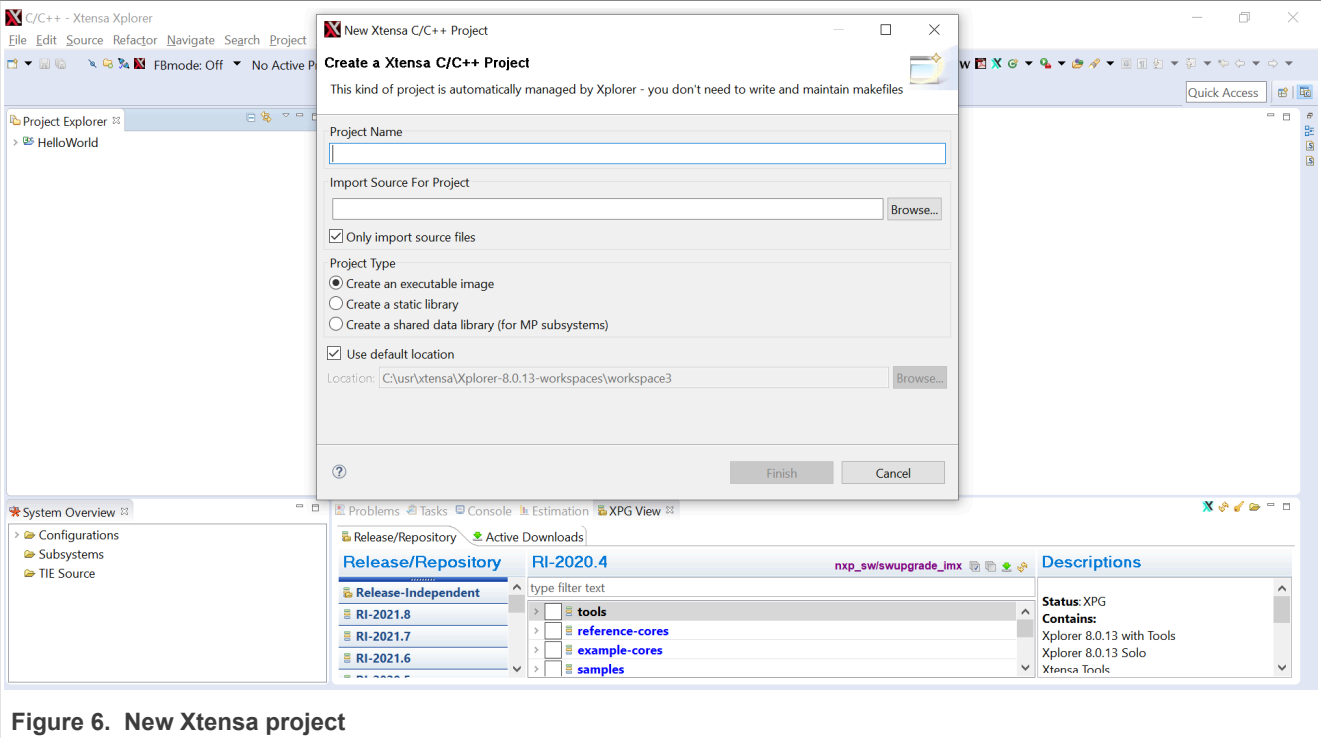 C/C++ - Xtensa Xplorer
File Edit Source Refactor Navigate Search Project
FBmode: Off No Active
Quick Access
Project Explorer
HelloWorld
New Xtensa C/C++ Project
Create a Xtensa C/C++ Project
This kind of project is automatically managed by Xplorer - you don't need to write and maintain makefiles
Project Name
Import Source For Project
Browse...
Only import source files
Project Type
Create an executable image
Create a static library
Create a shared data library (for MP subsystems)
Use default location
Location: C:\usr\xtensa\Xplorer-8.0.13-workspaces\workspace3 Browse...
Finish Cancel
System Overview
Configurations
Subsystems
TIE Source
Problems Tasks Console Estimation XPG View
Release/Repository Active Downloads
Release/Repository
Release-Independent
RI-2021.8
RI-2021.7
RI-2021.6
RI-2020.4 nxp_sw/swupgrade_imx
type filter text
tools
reference-cores
example-cores
samples
Descriptions
Status: XPG
Contains:
Xplorer 8.0.13 with Tools
Xplorer 8.0.13 Solo
Xtensa Tools
Figure 6. New Xtensa project